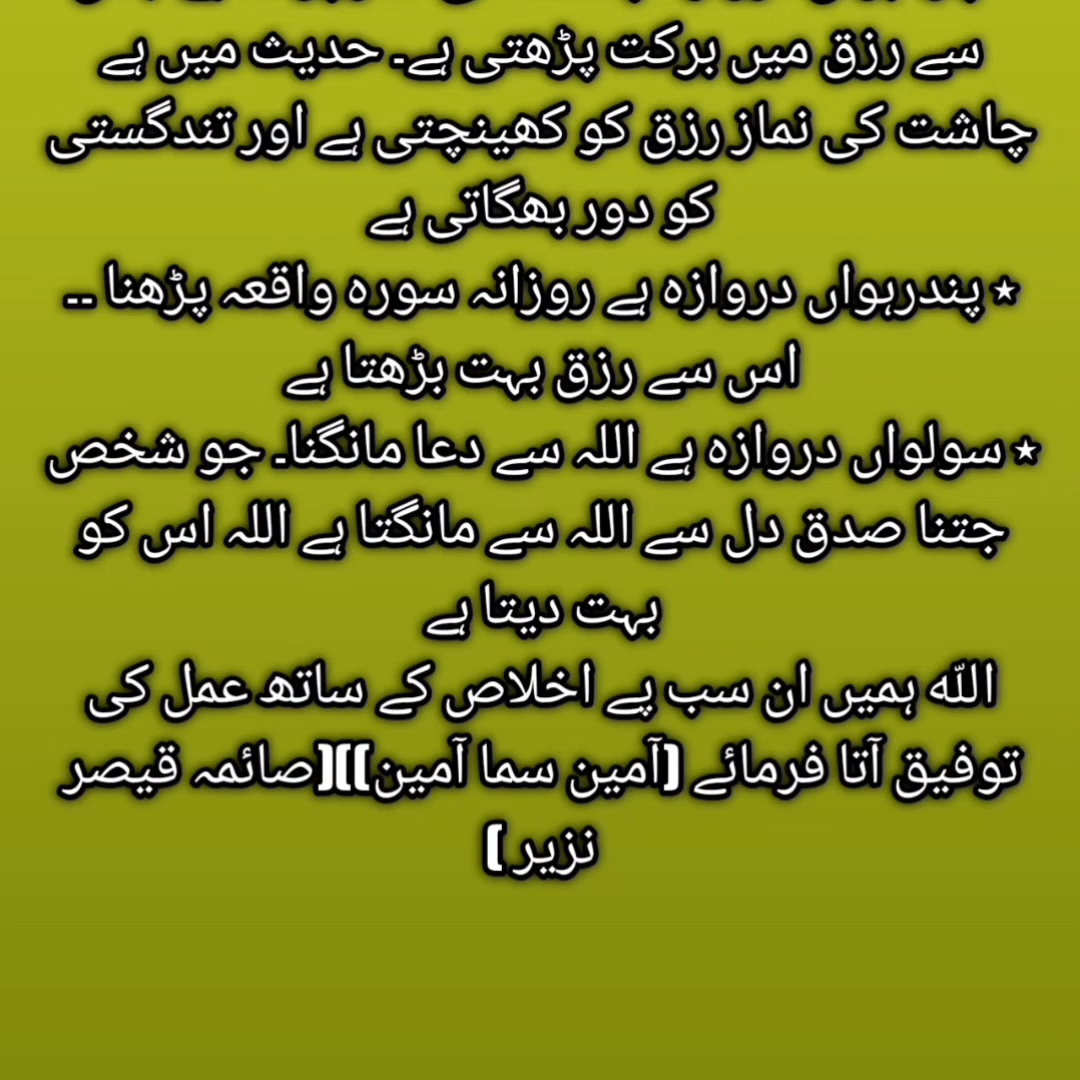 سے رزق میں برکت پڑھتی ہے۔ حدیث میں ہے
چاشت کی نماز رزق کو کھینچتی ہے اور تندگستی
کو دور بھگاتی ہے
٭ پندرہواں دروازہ ہے روزانہ سورہ واقعہ پڑھنا ۔۔
اس سے رزق بہت بڑھتا ہے
٭ سولواں دروازہ ہے اللہ سے دعا مانگنا۔ جو شخص
جتنا صدق دل سے اللہ سے مانگتا ہے اللہ اس کو
بہت دیتا ہے
اللّٰہ ہمیں ان سب پے اخلاص کے ساتھ عمل کی
توفیق آتا فرمائے (آمین سما آمین))(صائمہ قیصر
نزیر )